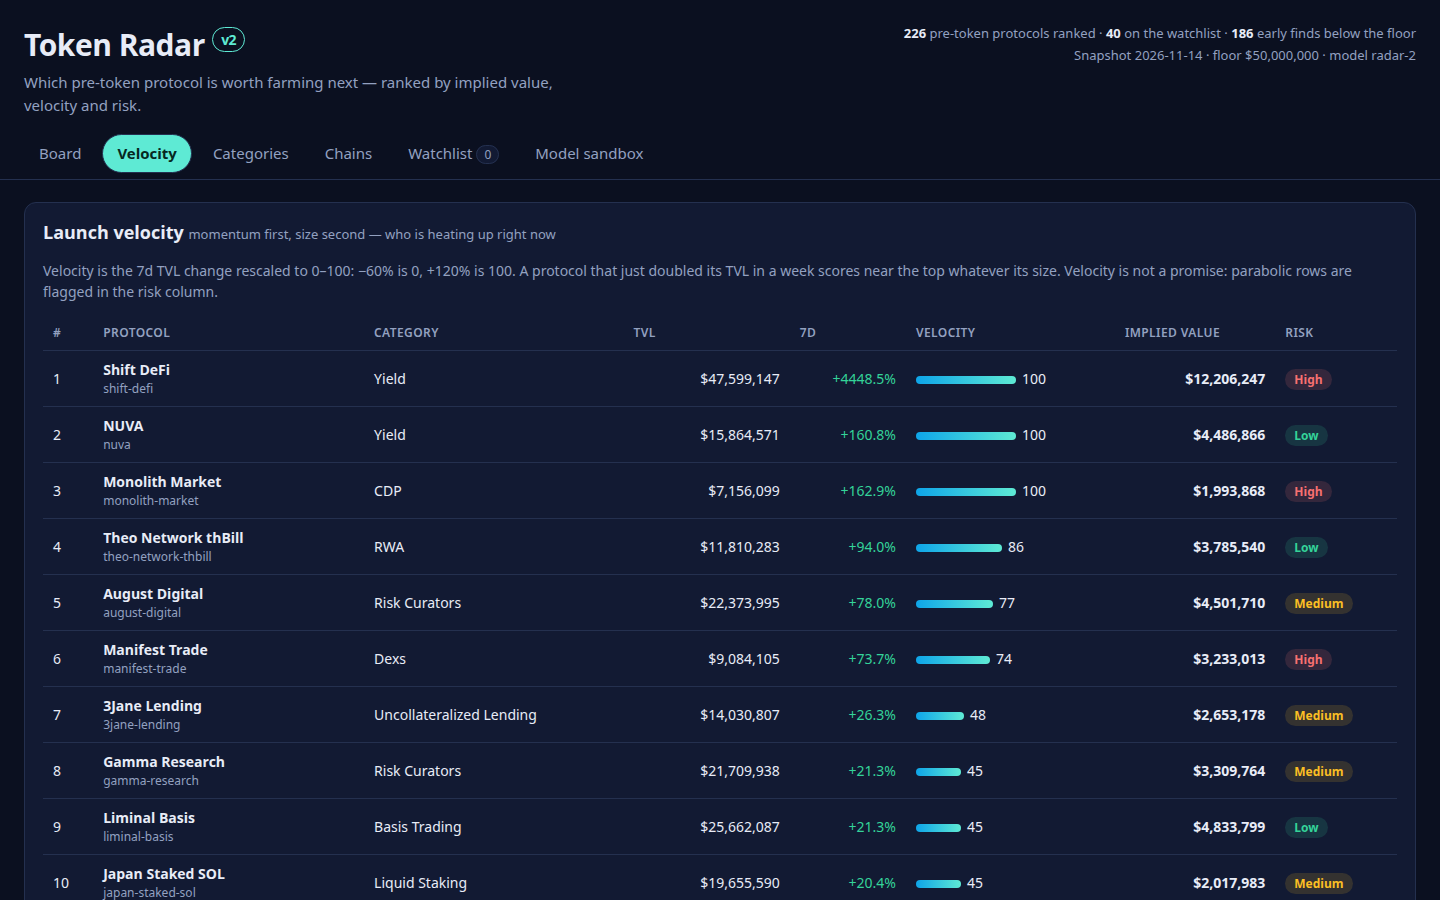 Token Radar v2
Which pre-token protocol is worth farming next — ranked by implied value,
velocity and risk.
226 pre-token protocols ranked · 40 on the watchlist · 186 early finds below the floor
Snapshot 2026-11-14 · floor $50,000,000 · model radar-2
Board Velocity Categories Chains Watchlist 0 Model sandbox
Launch velocity momentum first, size second — who is heating up right now
Velocity is the 7d TVL change rescaled to 0–100: −60% is 0, +120% is 100. A protocol that just doubled its TVL in a week scores near the top whatever its size. Velocity is not a promise: parabolic rows are
flagged in the risk column.
# PROTOCOL CATEGORY TVL 7D VELOCITY IMPLIED VALUE RISK
1 Shift DeFi Yield $47,599,147 +4448.5% 100 $12,206,247 High
shift-defi
2 NUVA Yield $15,864,571 +160.8% 100 $4,486,866 Low
nuva
3 Monolith Market CDP $7,156,099 +162.9% 100 $1,993,868 High
monolith-market
4 Theo Network thBill RWA $11,810,283 +94.0% 86 $3,785,540 Low
theo-network-thbill
5 August Digital Risk Curators $22,373,995 +78.0% 77 $4,501,710 Medium
august-digital
6 Manifest Trade Dexs $9,084,105 +73.7% 74 $3,233,013 High
manifest-trade
7 3Jane Lending Uncollateralized Lending $14,030,807 +26.3% 48 $2,653,178 Medium
3jane-lending
8 Gamma Research Risk Curators $21,709,938 +21.3% 45 $3,309,764 Medium
gamma-research
9 Liminal Basis Basis Trading $25,662,087 +21.3% 45 $4,833,799 Low
liminal-basis
10 Japan Staked SOL Liquid Staking $19,655,590 +20.4% 45 $2,017,983 Medium
japan-staked-sol